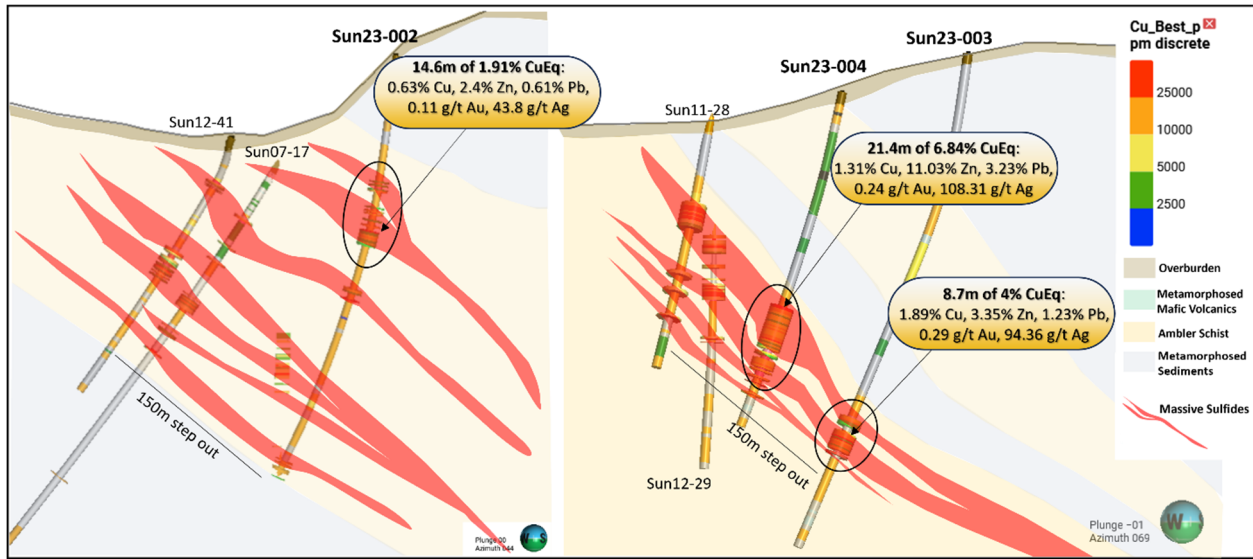 Sun23-002
14.6m of 1.91% CuEq:
0.63% Cu, 2.4% Zn, 0.61% Pb,
0.11 g/t Au, 43.8 g/t Ag
Sun12-41
Sun07-17
150m step out
Plunge 00
Azimuth 044
W
S
Sun23-003
Sun23-004
Sun11-28
21.4m of 6.84% CuEq:
1.31% Cu, 11.03% Zn, 3.23% Pb,
0.24 g/t Au, 108.31 g/t Ag
8.7m of 4% CuEq:
1.89% Cu, 3.35% Zn, 1.23% Pb,
0.29 g/t Au, 94.36 g/t Ag
150m step out
Sun12-29
Plunge -01
Azimuth 069
W
Cu_Best_p
pm discrete
25000
10000
5000
2500
Overburden
Metamorphosed
Mafic Volcanics
Ambler Schist
Metamorphosed
Sediments
Massive Sulfides